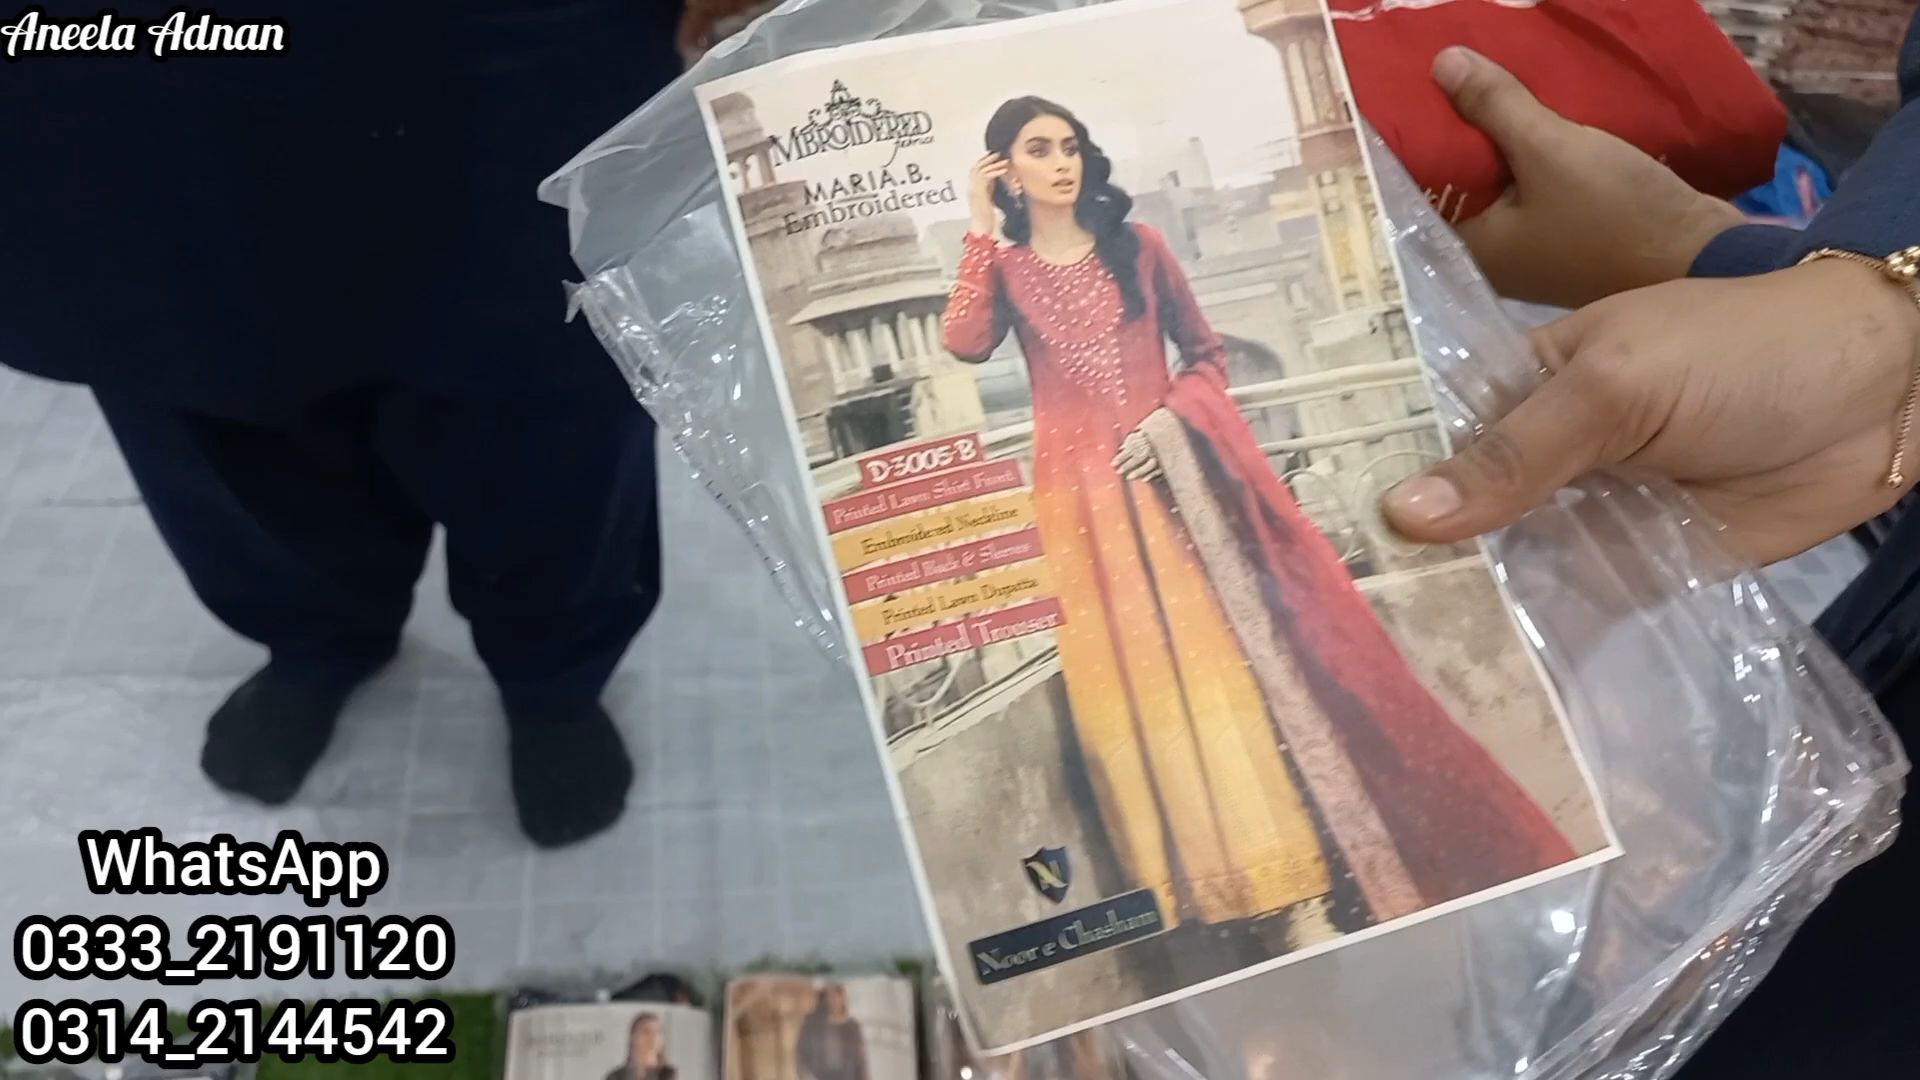 Aneela Adnan
MBROIDERED
fabrics
MARIA.B.
Embroidered
D-3005-B
Printed Lawn Shirt Front
Embroidered Neckline
Printed Back & Sleeves
Printed Lawn Dupatta
Printed Trouser
N
Noor e Chasham
WhatsApp
0333_2191120
0314_2144542